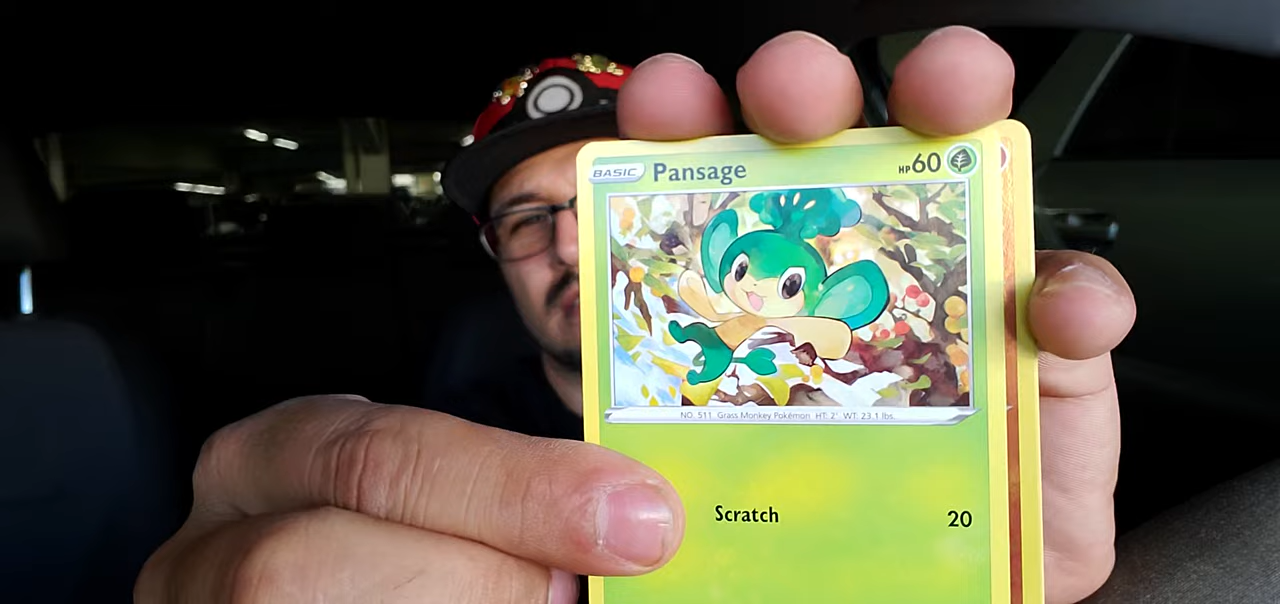 BASIC Pansage HP60
NO. 511 Grass Monkey Pokémon HT: 2' WT: 23.1 lbs.
Scratch 20